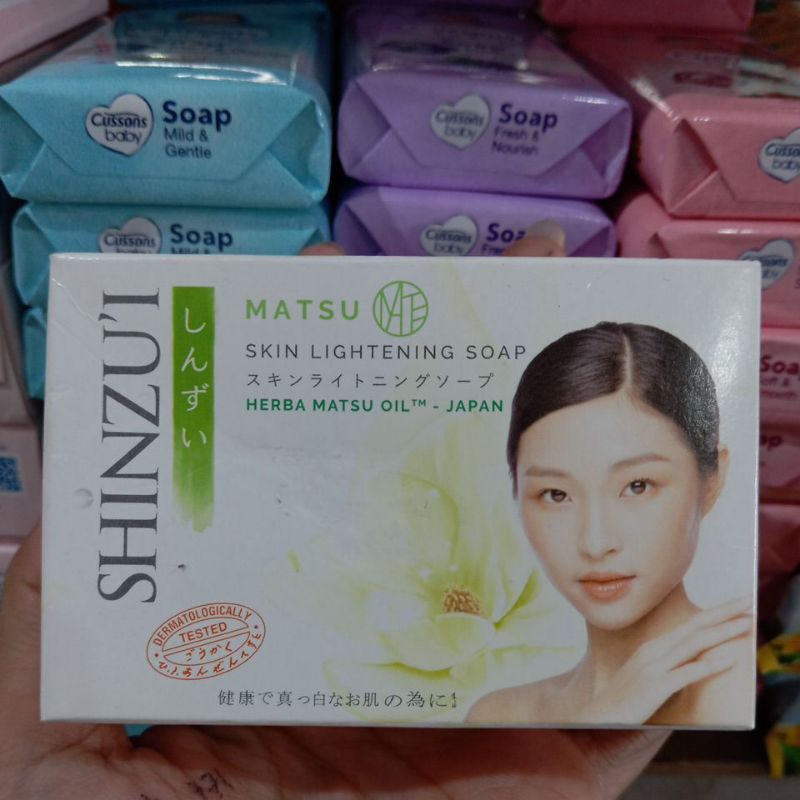 Cussons
baby
Soap
Mild &
Gentle
Cussons
baby
Soap
Fresh &
Nourish
Cussons
baby
Cussons
baby
Soap
Mild &
Cussons
baby
SHINZU'I
しんずい
MATSU
SKIN LIGHTENING SOAP
スキンライトニングソープ
HERBA MATSU OIL™ - JAPAN
DERMATOLOGICALLY
TESTED
ごうかく
健康で真っ白なお肌の為に